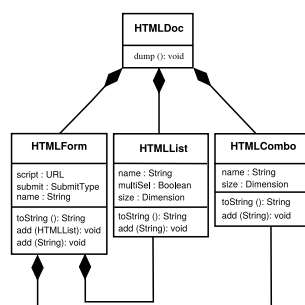 HTMLDoc
dump (): void
HTMLForm
script : URL
submit : SubmitType
name : String
toString (): String
add (HTMLList): void
add (String): void
HTMLList
name : String
multiSel : Boolean
size : Dimension
toString (): String
add (String): void
HTMLCombo
name : String
size : Dimension
toString (): String
add (String): void